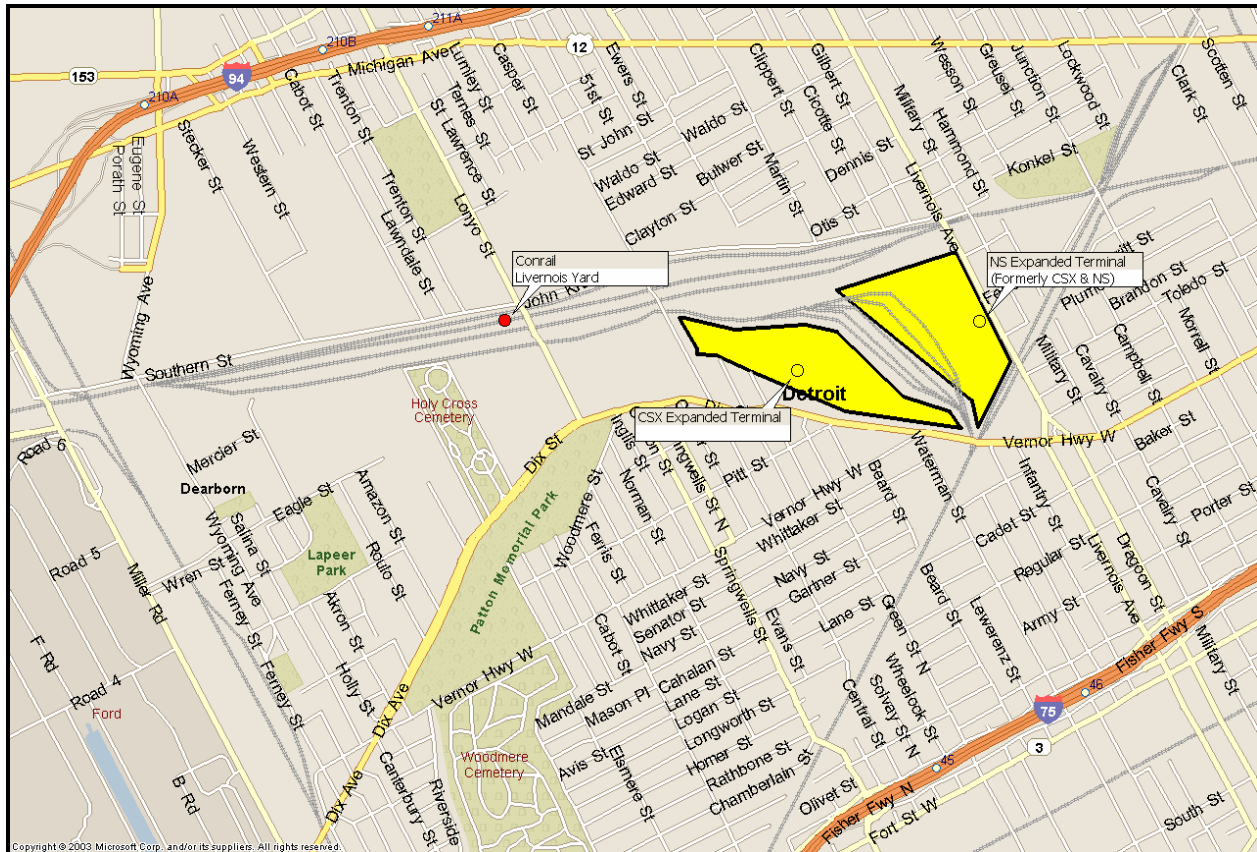 211A
210B
12
Michigan Ave
153
94
210A
Cabot St
Trenton St
Lumley St
Ternes St
Casper St
St Lawrence St
51st St
Ewers St
St John St
Waldo St
Waldo St
Edward St
Bulwer St
Clayton St
Clippert St
Cicotte St
Gilbert St
Martin St
Dennis St
Otis St
Military St
Hammond St
Wesson St
Greusel St
Junction St
Lockwood St
Scotten St
Clark St
Konkel St
Livernois Ave
Eugene St
Porath St
Stecker St
Western St
Trenton St
Lawndale St
Lonyo St
Wyoming Ave
Southern St
Conrail
Livernois Yard
NS Expanded Terminal
(Formerly CSX & NS)
Brandon St
Toledo St
Morrell St
Campbell St
Cavalry St
Military St
CSX Expanded Terminal
Detroit
Holy Cross
Cemetery
Dix St
Vernor Hwy W
Baker St
Porter St
Cavalry St
Road 6
Mercier St
Dearborn
Eagle St
Amazon St
Salina St
Wyoming Ave
Lapeer
Park
Roulo St
Wren St
Road 5
Miller Rd
Ferney St
Akron St
Holly St
Ferney St
Patton Memorial Park
Woodmere St
Inglis St
Norman St
Ferris St
Springwells St N
Pitt St
Vernor Hwy W
Whittaker St
Beard St
Waterman St
Infantry St
Cadet St
Regular St
Army St
Livernois Ave
Dragoon St
Military St
Fisher Fwy S
Navy St
Gartner St
Lane St
Evans St
Springwells St
Green St N
Beard St
Lewerenz St
Whittaker St
Senator St
Navy St
Cabot St
Cahalan St
Lane St
Logan St
Longworth St
Homer St
Rathbone St
Chamberlain St
Mandale St
Mason Pl
Avis St
Elsmere St
Vernor Hwy W
Woodmere
Cemetery
Dix Ave
Dix Ave
Canterbury St
Riverside
F Rd
Road 4
Ford
B Rd
Central St
Solvay St N
Wheelock St
Olivet St
Fisher Fwy N
Fort St W
45
46
75
3
South St
Copyright © 2003 Microsoft Corp. and/or its suppliers. All rights reserved.